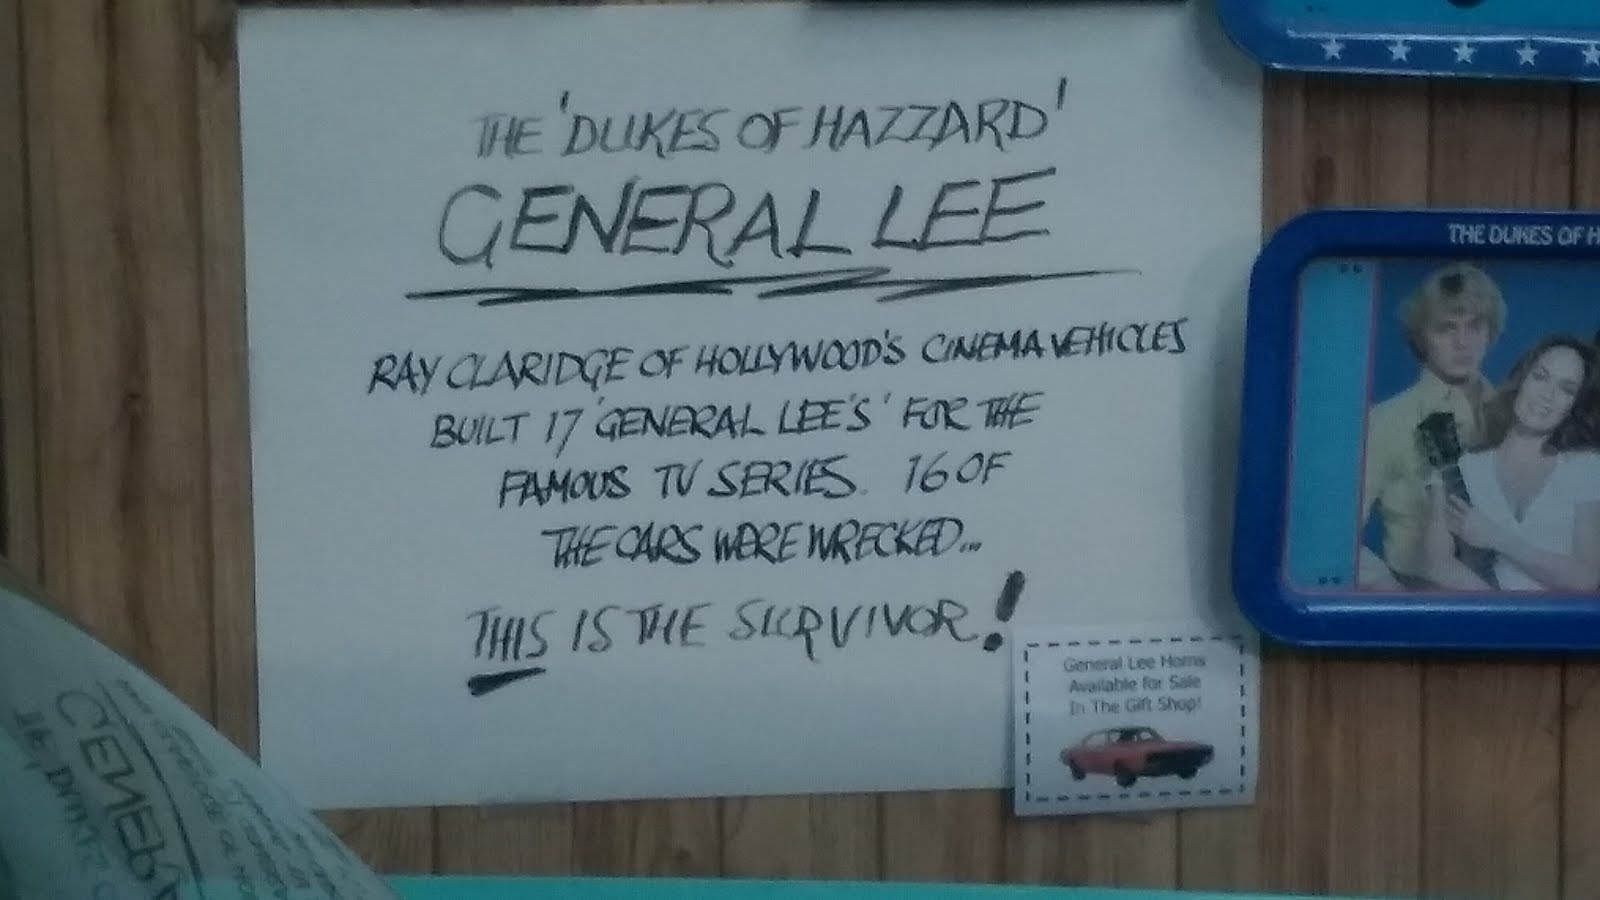 THE 'DUKES OF HAZZARD'
GENERAL LEE
RAY CLARIDGE OF HOLLYWOOD'S CINEMA VEHICLES
BUILT 17 'GENERAL LEE'S' FOR THE
FAMOUS TV SERIES. 16 OF
THE CARS WERE WRECKED...
THIS IS THE SURVIVOR!
General Lee Horns
Available for Sale
In The Gift Shop!
THE DUKES OF H